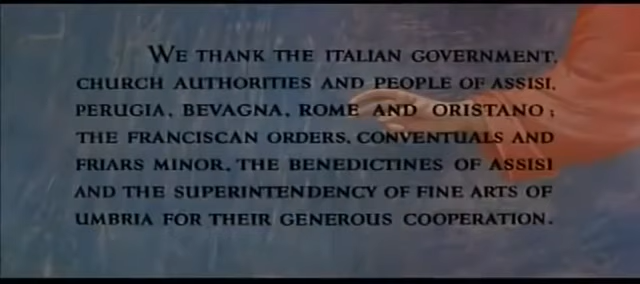 WE THANK THE ITALIAN GOVERNMENT,
CHURCH AUTHORITIES AND PEOPLE OF ASSISI,
PERUGIA, BEVAGNA, ROME AND ORISTANO;
THE FRANCISCAN ORDERS, CONVENTUALS AND
FRIARS MINOR, THE BENEDICTINES OF ASSISI
AND THE SUPERINTENDENCY OF FINE ARTS OF
UMBRIA FOR THEIR GENEROUS COOPERATION.